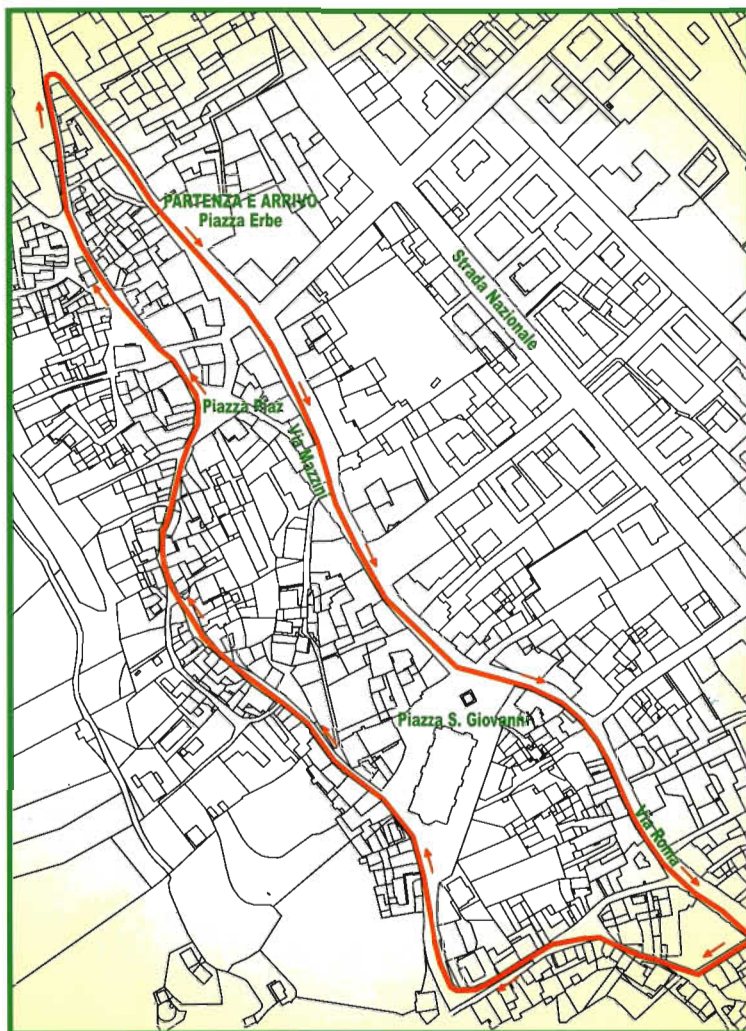 PARTENZA E ARRIVO
Piazza Erbe
Strada Nazionale
Piazza Diaz
Via Mazzini
Piazza S. Giovanni
Via Roma